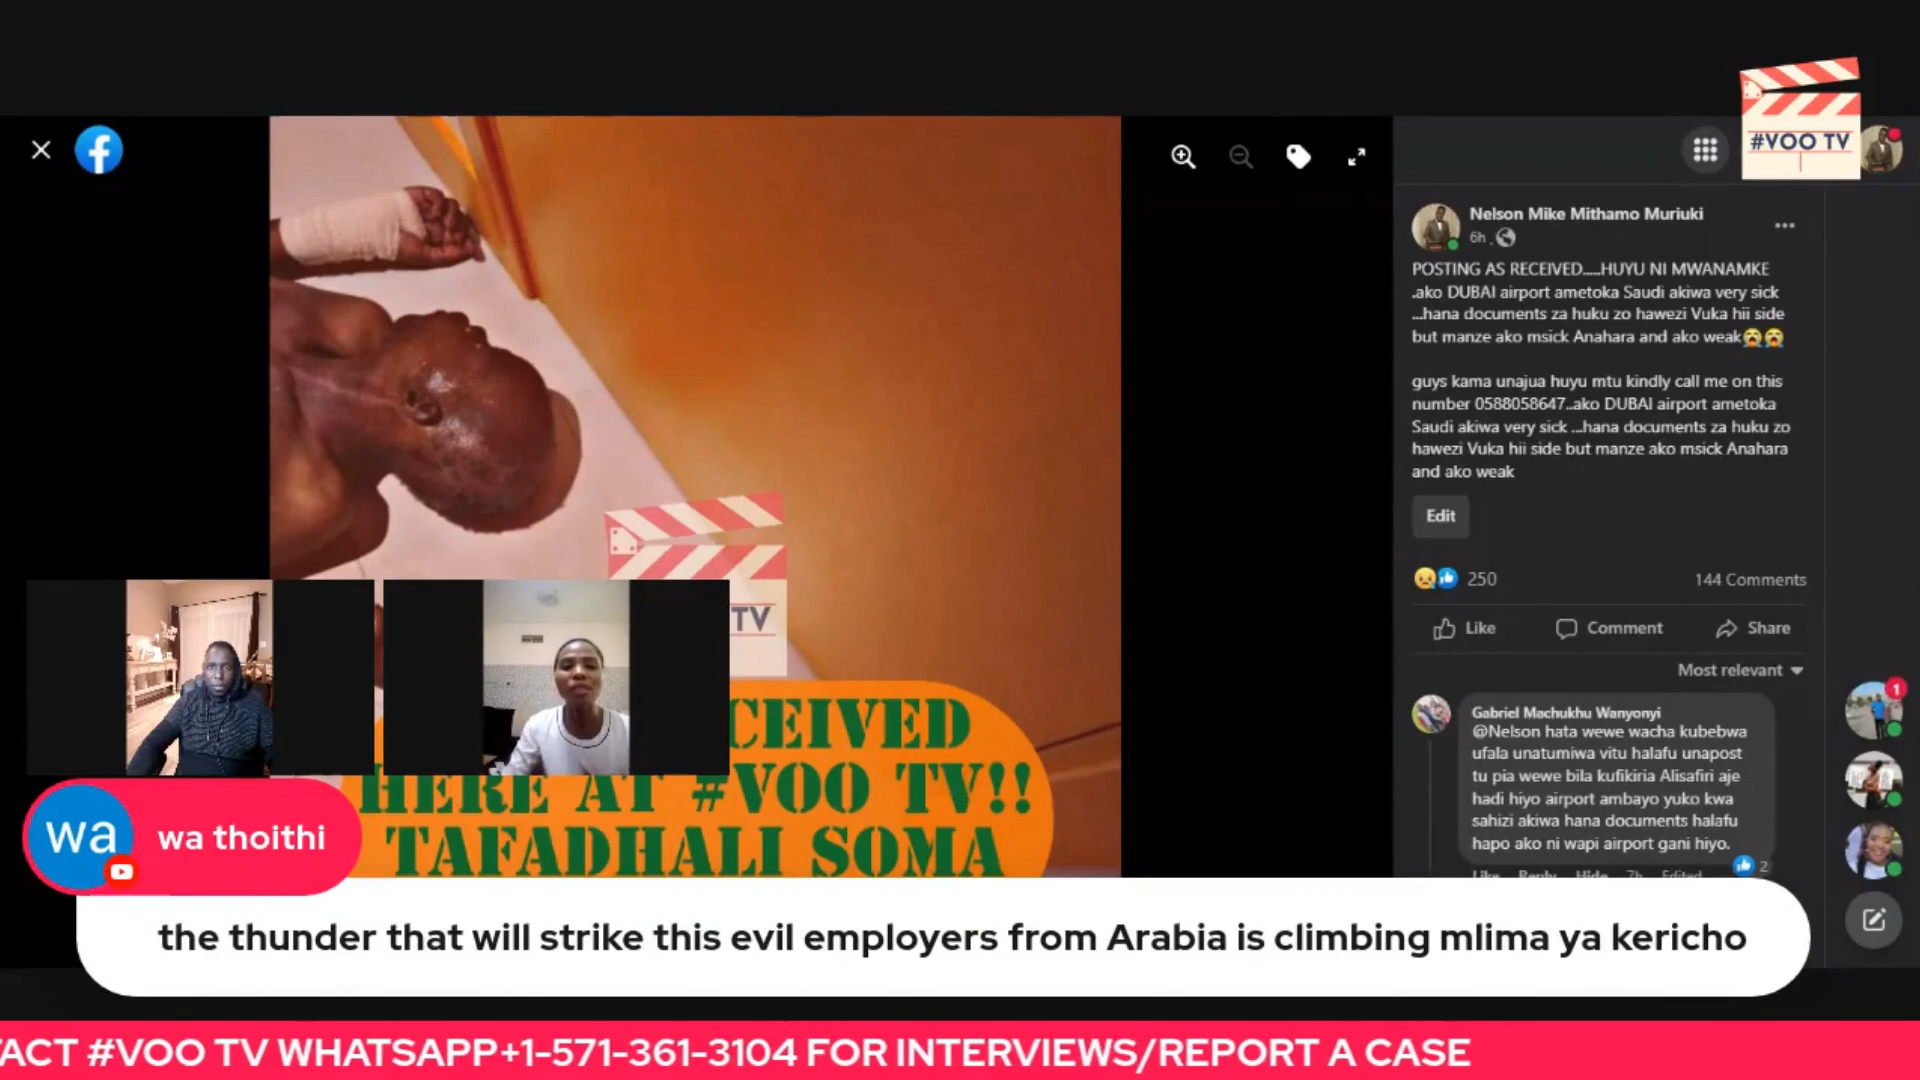 #VOO TV
Nelson Mike Mithamo Muriuki
6h .
POSTING AS RECEIVED.....HUYU NI MWANAMKE
.ako DUBAI airport ametoka Saudi akiwa very sick
...hana documents za huku zo hawezi Vuka hii side
but manze ako msick Anahara and ako weak
guys kama unajua huyu mtu kindly call me on this
number 0588058647..ako DUBAI airport ametoka
Saudi akiwa very sick ...hana documents za huku zo
hawezi Vuka hii side but manze ako msick Anahara
and ako weak
Edit
250
144 Comments
Like
Comment
Share
Most relevant
Gabriel Machukhu Wanyonyi
@Nelson hata wewe wacha kubebwa
ufala unatumiwa vitu halafu unapost
tu pia wewe bila kufikiria Alisafiri aje
hadi hiyo airport ambayo yuko kwa
sahizi akiwa hana documents halafu
hapo ako ni wapi airport gani hiyo.
2
Like Reply Hide 7h Edited
1
TV
CEIVED
HERE AT #VOO TV!!
TAFADHALI SOMA
wa
wa thoithi
the thunder that will strike this evil employers from Arabia is climbing mlima ya kericho
TACT #VOO TV WHATSAPP+1-571-361-3104 FOR INTERVIEWS/REPORT A CASE